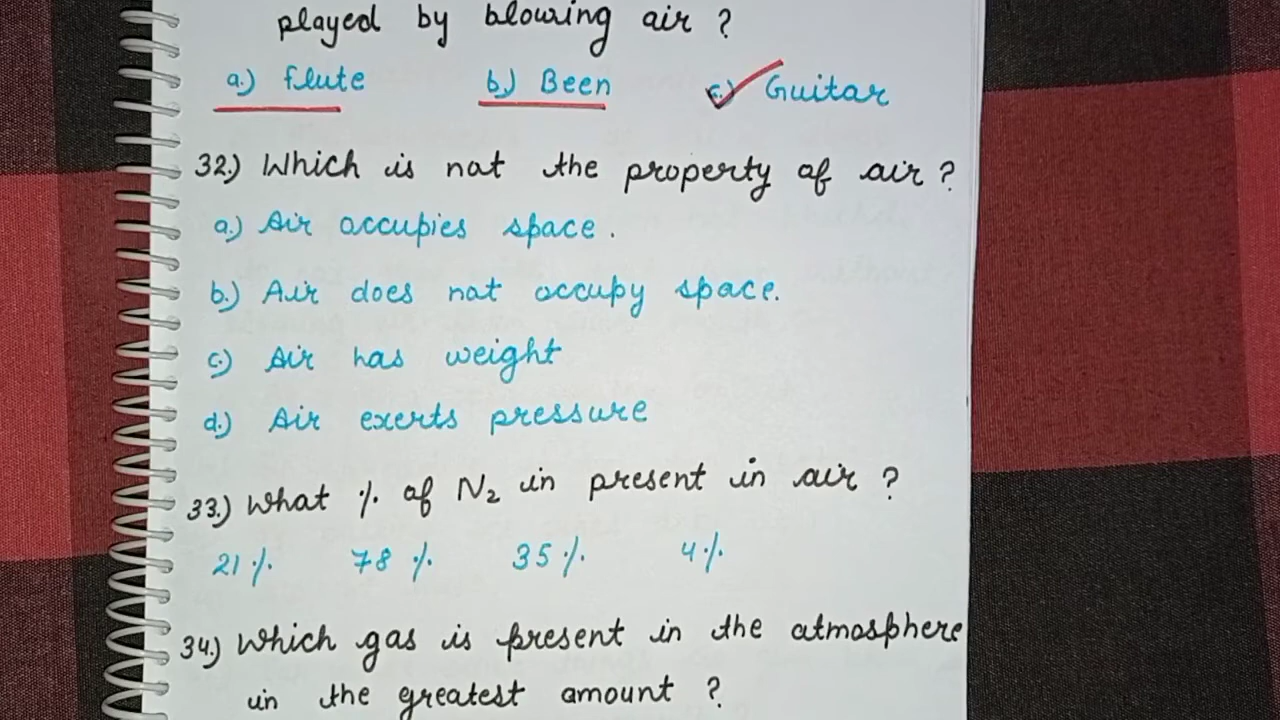 played by blowing air ?
a.) Flute b.) Been c.) Guitar
32.) Which is not the property of air ?
a.) Air occupies space .
b.) Air does not occupy space.
c.) Air has weight
d.) Air exerts pressure
33.) What % of N₂ in present in air ?
21 % 78 % 35 % 4 %
34.) Which gas is present in the atmosphere
in the greatest amount ?